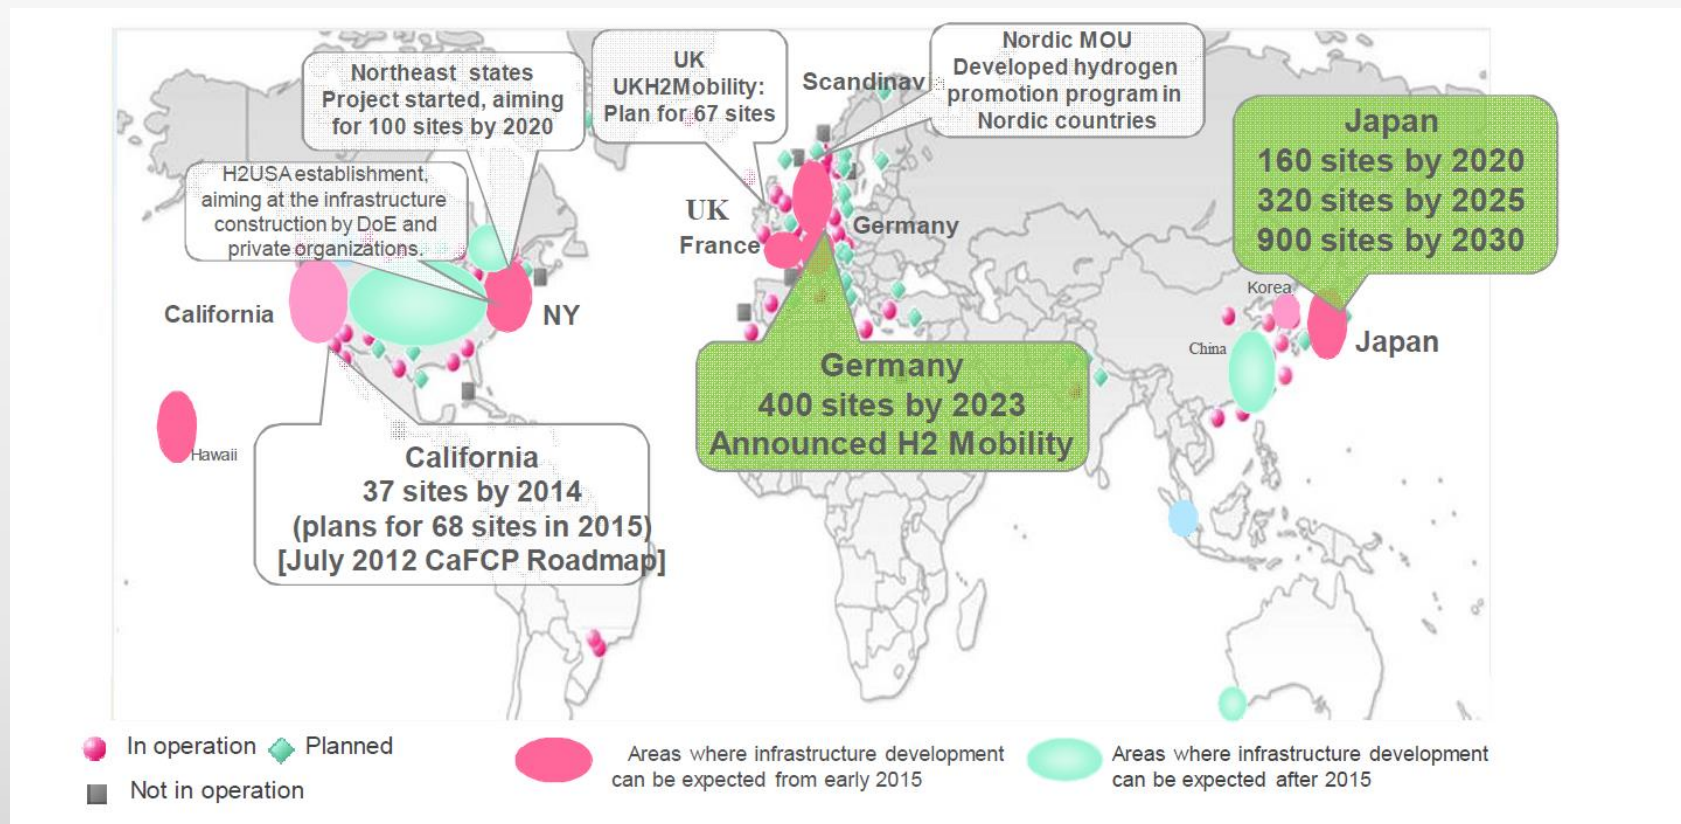 Northeast states
Project started, aiming
for 100 sites by 2020
UK
UKH2Mobility:
Plan for 67 sites
Scandinavi
Nordic MOU
Developed hydrogen
promotion program in
Nordic countries
Japan
160 sites by 2020
320 sites by 2025
900 sites by 2030
H2USA establishment,
aiming at the infrastructure
construction by DoE and
private organizations.
UK
France
Germany
California
NY
Korea
China
Japan
Germany
400 sites by 2023
Announced H2 Mobility
Hawaii
California
37 sites by 2014
(plans for 68 sites in 2015)
[July 2012 CaFCP Roadmap]
In operation
Planned
Not in operation
Areas where infrastructure development
can be expected from early 2015
Areas where infrastructure development
can be expected after 2015